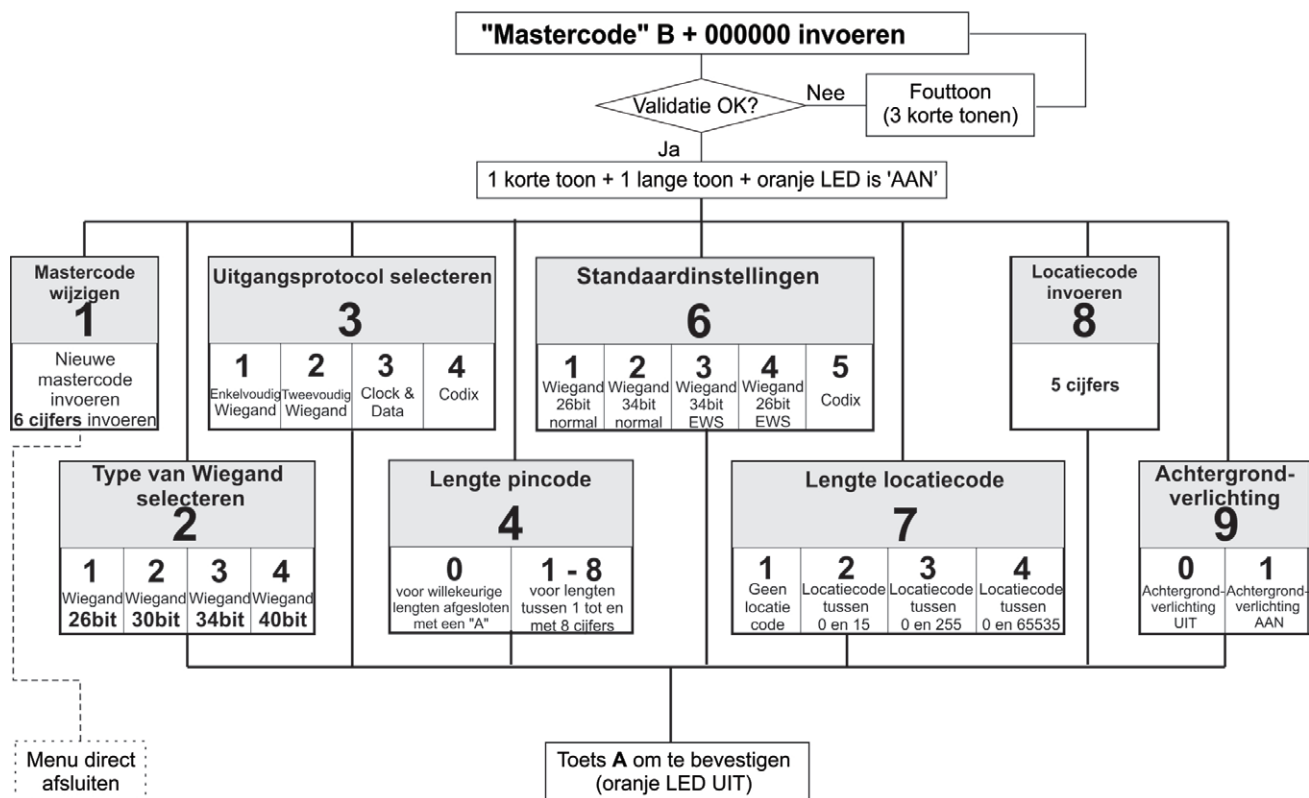 "Mastercode" B + 000000 invoeren
Validatie OK?
Nee
Fouttoon
(3 korte tonen)
Ja
1 korte toon + 1 lange toon + oranje LED is 'AAN'
Mastercode
wijzigen
1
Nieuwe
mastercode
invoeren
6 cijfers invoeren
Uitgangsprotocol selecteren
3
1
Enkelvoudig
Wiegand
2
Tweevoudig
Wiegand
3
Clock &
Data
4
Codix
Standaardinstellingen
6
1
Wiegand
26bit
normal
2
Wiegand
34bit
normal
3
Wiegand
34bit
EWS
4
Wiegand
26bit
EWS
5
Codix
Locatiecode
invoeren
8
5 cijfers
Type van Wiegand
selecteren
2
1
Wiegand
26bit
2
Wiegand
30bit
3
Wiegand
34bit
4
Wiegand
40bit
Lengte pincode
4
0
voor willekeurige
lengten afgesloten
met een "A"
1 - 8
voor lengten
tussen 1 tot en
met 8 cijfers
Lengte locatiecode
7
1
Geen
locatie
code
2
Locatiecode
tussen
0 en 15
3
Locatiecode
tussen
0 en 255
4
Locatiecode
tussen
0 en 65535
Achtergrond-
verlichting
9
0
Achtergrond-
verlichting
UIT
1
Achtergrond-
verlichting
AAN
Menu direct
afsluiten
Toets A om te bevestigen
(oranje LED UIT)